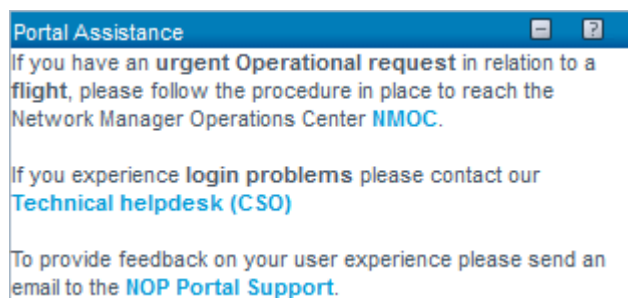 Portal Assistance
If you have an urgent Operational request in relation to a
flight, please follow the procedure in place to reach the
Network Manager Operations Center NMOC.
If you experience login problems please contact our
Technical helpdesk (CSO)
To provide feedback on your user experience please send an
email to the NOP Portal Support.